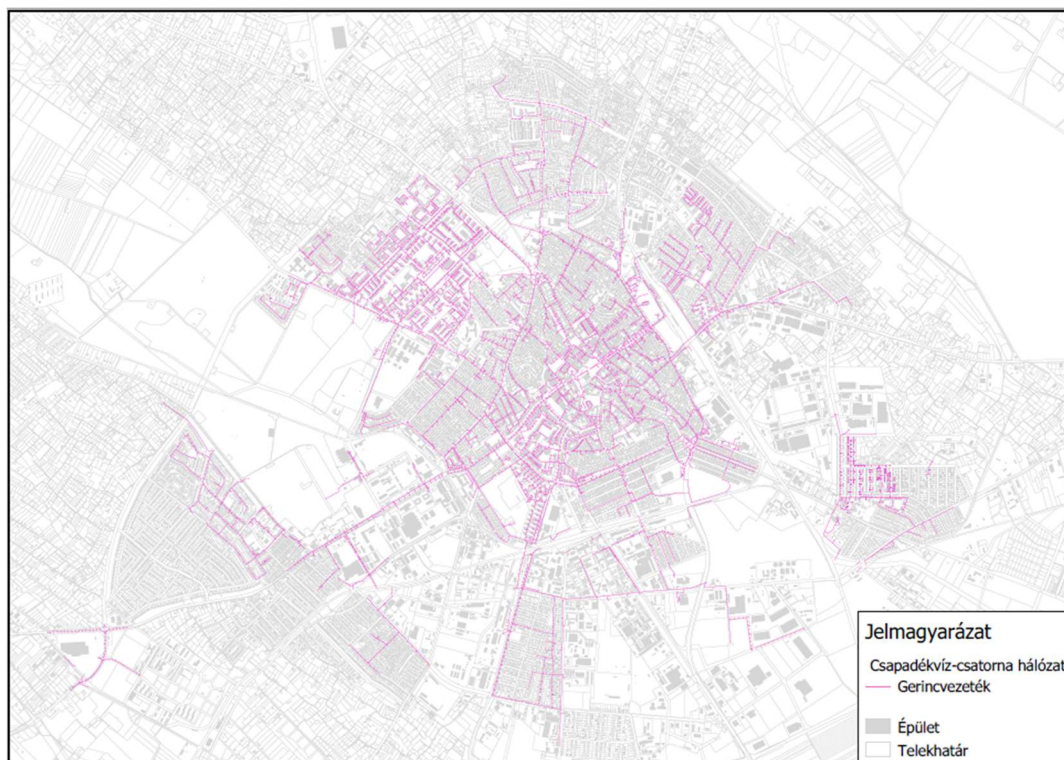 Jelmagyarázat
Csapadékvíz-csatorna hálózat
Gerincvezeték
Épület
Telekhatár